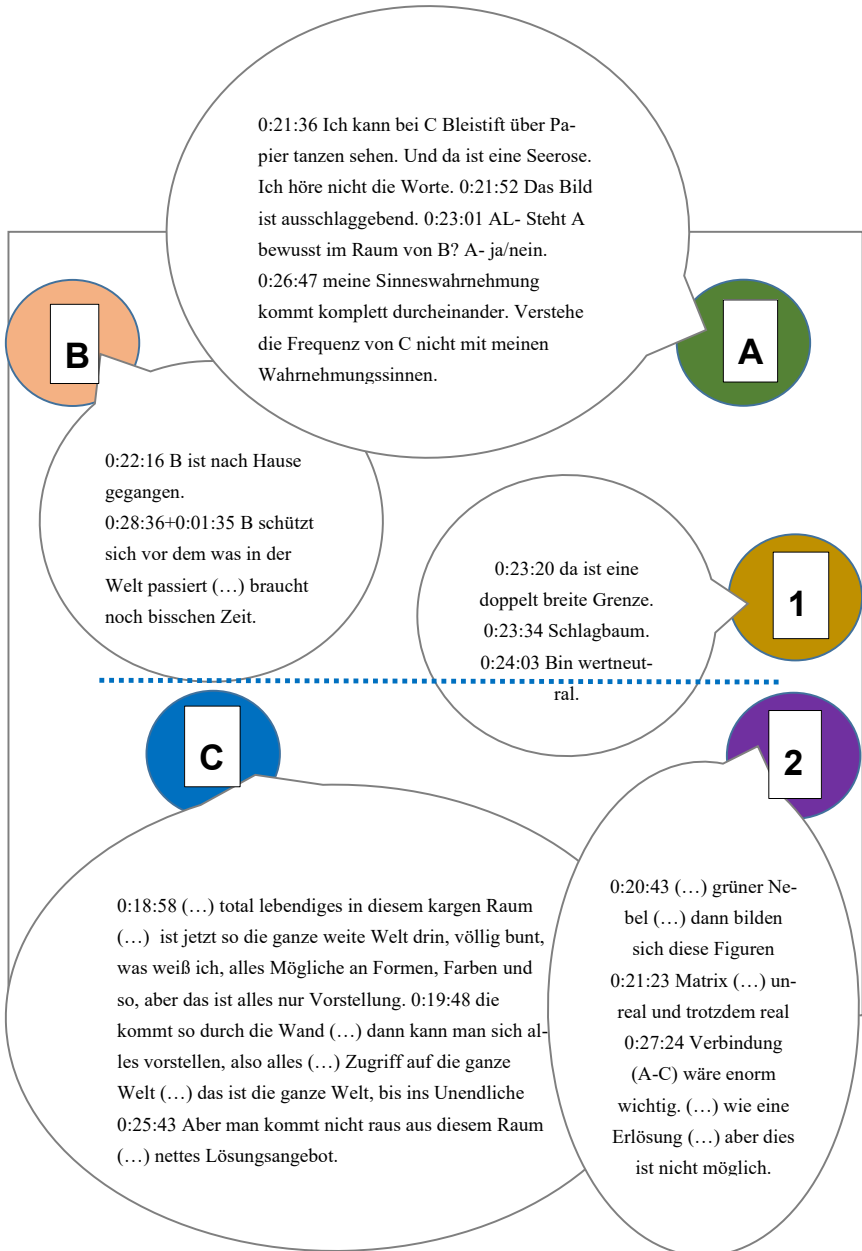 0:21:36 Ich kann bei C Bleistift über Pa-
pier tanzen sehen. Und da ist eine Seerose.
Ich höre nicht die Worte. 0:21:52 Das Bild
ist ausschlaggebend. 0:23:01 AL- Steht A
bewusst im Raum von B? A- ja/nein.
0:26:47 meine Sinneswahrnehmung
kommt komplett durcheinander. Verstehe
die Frequenz von C nicht mit meinen
Wahrnehmungssinnen.
B
A
0:22:16 B ist nach Hause
gegangen.
0:28:36+0:01:35 B schützt
sich vor dem was in der
Welt passiert (…) braucht
noch bisschen Zeit.
0:23:20 da ist eine
doppelt breite Grenze.
0:23:34 Schlagbaum.
0:24:03 Bin wertneut-
ral.
1
C
2
0:18:58 (…) total lebendiges in diesem kargen Raum
(…) ist jetzt so die ganze weite Welt drin, völlig bunt,
was weiß ich, alles Mögliche an Formen, Farben und
so, aber das ist alles nur Vorstellung. 0:19:48 die
kommt so durch die Wand (…) dann kann man sich al-
les vorstellen, also alles (…) Zugriff auf die ganze
Welt (…) das ist die ganze Welt, bis ins Unendliche
0:25:43 Aber man kommt nicht raus aus diesem Raum
(…) nettes Lösungsangebot.
0:20:43 (…) grüner Ne-
bel (…) dann bilden
sich diese Figuren
0:21:23 Matrix (…) un-
real und trotzdem real
0:27:24 Verbindung
(A-C) wäre enorm
wichtig. (…) wie eine
Erlösung (…) aber dies
ist nicht möglich.